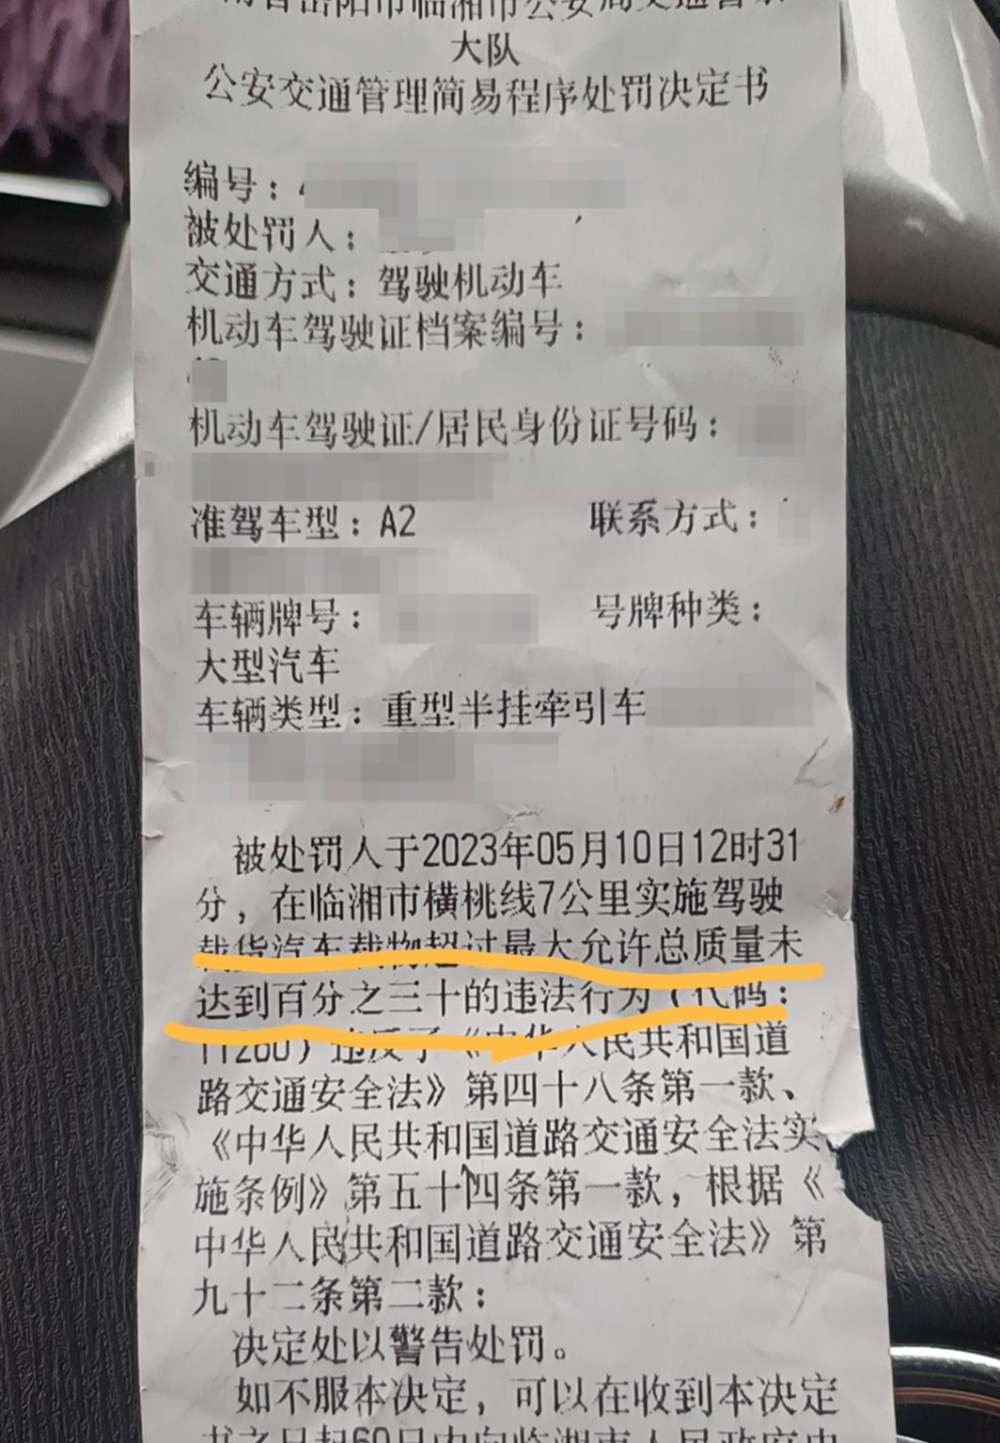 南省岳阳市临湘市公安局交通警察
大队
公安交通管理简易程序处罚决定书
编号:
被处罚人:
交通方式: 驾驶机动车
机动车驾驶证档案编号:
机动车驾驶证/居民身份证号码:
准驾车型: A2 联系方式:
车辆牌号: 号牌种类:
大型汽车
车辆类型: 重型半挂牵引车
被处罚人于2023年05月10日12时31
分, 在临湘市横桃线7公里实施驾驶
载货汽车载物超过最大允许总质量未
达到百分之三十的违法行为(代码:
11260) 违反了《中华人民共和国道
路交通安全法》第四十八条第一款、
《中华人民共和国道路交通安全法实
施条例》第五十四条第一款, 根据《
中华人民共和国道路交通安全法》第
九十二条第二款:
决定处以警告处罚。
如不服本决定, 可以在收到本决定
书之日起60日内向临湘市人民政府申